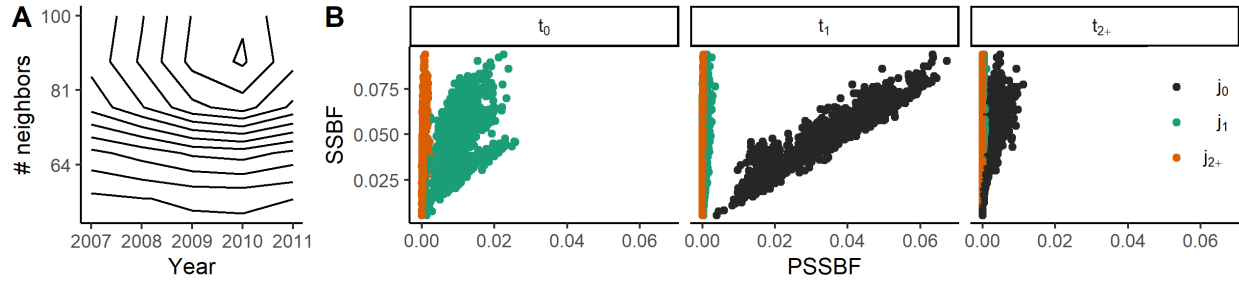 A
# neighbors
100
81
64
2007 2008 2009 2010 2011
Year
B
t₀ t₁ t₂₊
SSBF
0.075
0.050
0.025
j₀
j₁
j₂₊
0.00 0.02 0.04 0.06 0.00 0.02 0.04 0.06 0.00 0.02 0.04 0.06
PSSBF